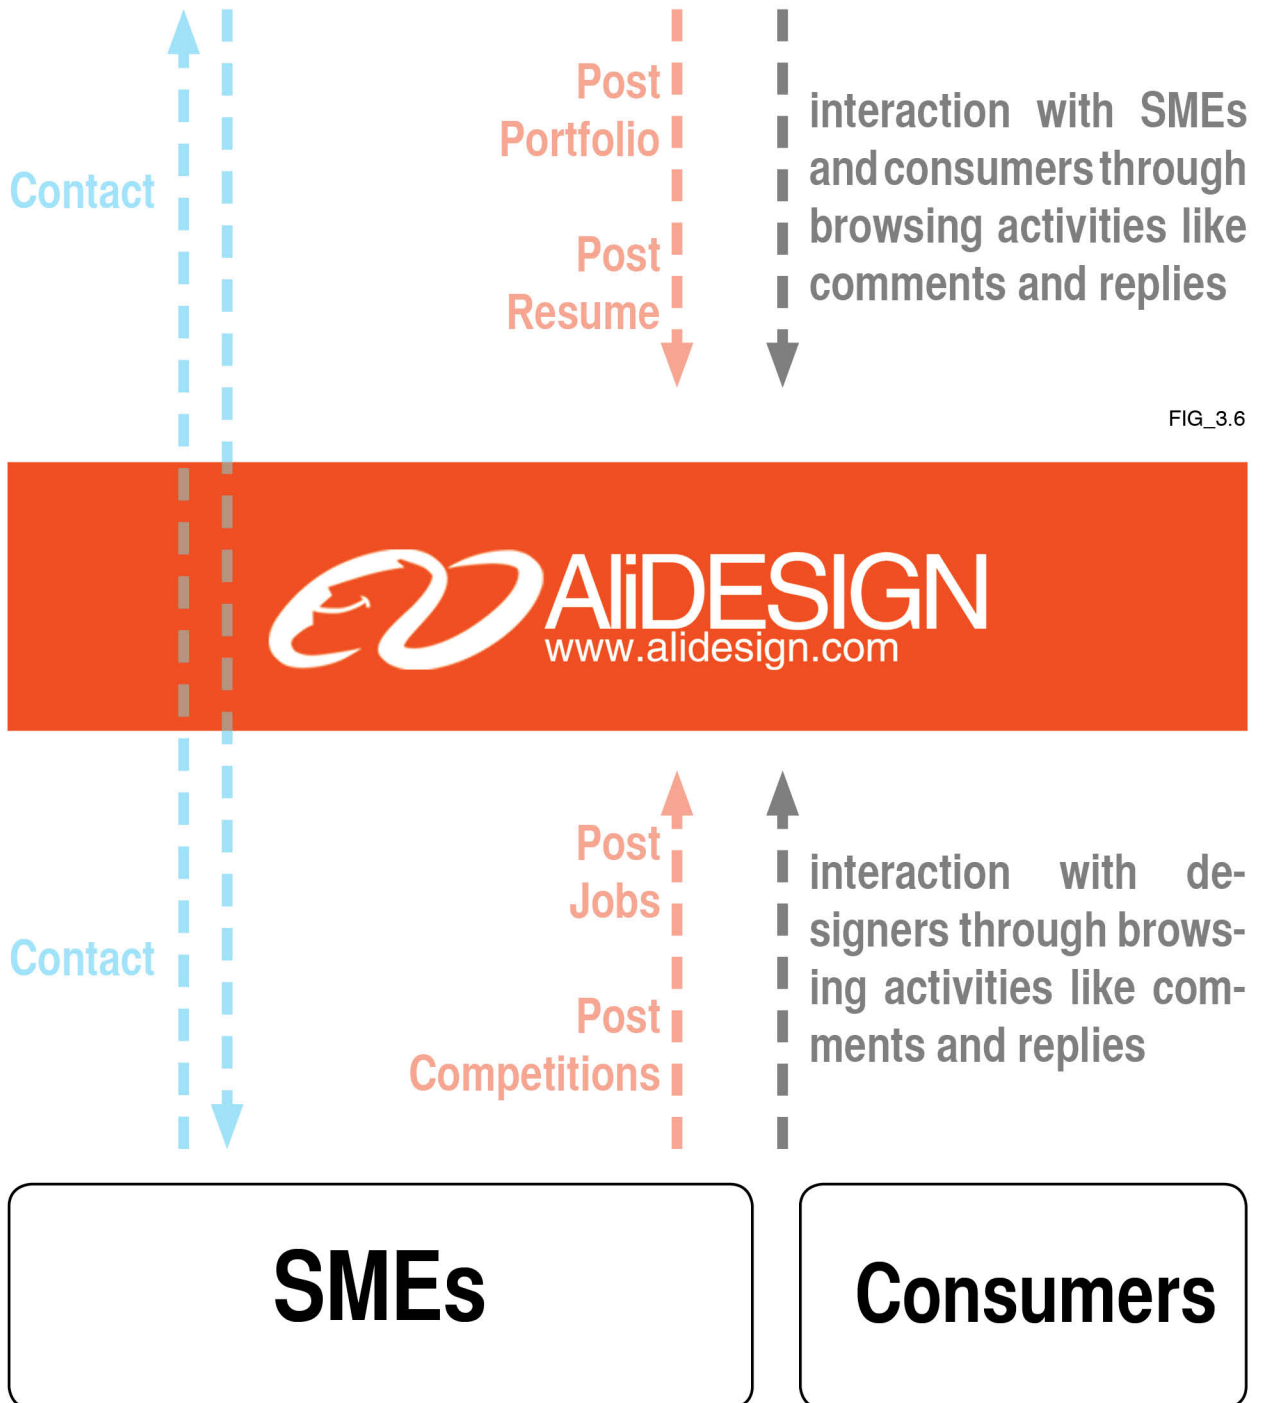 Post
Portfolio
Contact
Post
Resume
interaction with SMEs
and consumers through
browsing activities like
comments and replies
FIG_3.6
AliDESIGN
www.alidesign.com
Post
Jobs
Contact
Post
Competitions
interaction with de-
signers through brows-
ing activities like com-
ments and replies
SMEs
Consumers